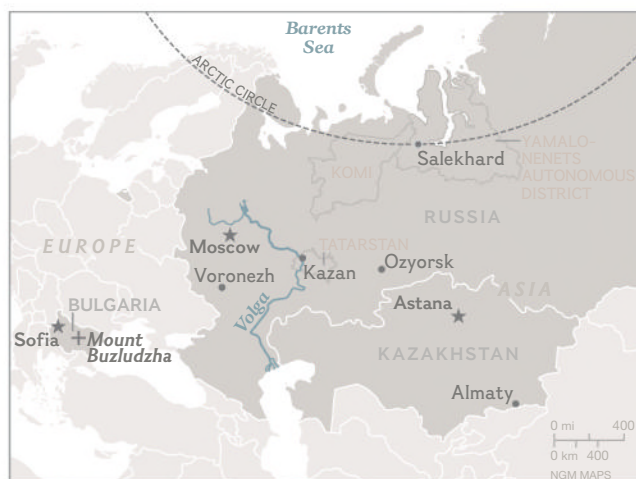 Barents
Sea
ARCTIC CIRCLE
Salekhard
YAMALO-
NENETS
AUTONOMOUS
DISTRICT
KOMI
RUSSIA
EUROPE
Moscow
TATARSTAN
Kazan
Ozyorsk
Voronezh
Volga
ASIA
Astana
BULGARIA
Sofia
Mount
Buzludzha
KAZAKHSTAN
Almaty
0 mi 400
0 km 400
NGM MAPS